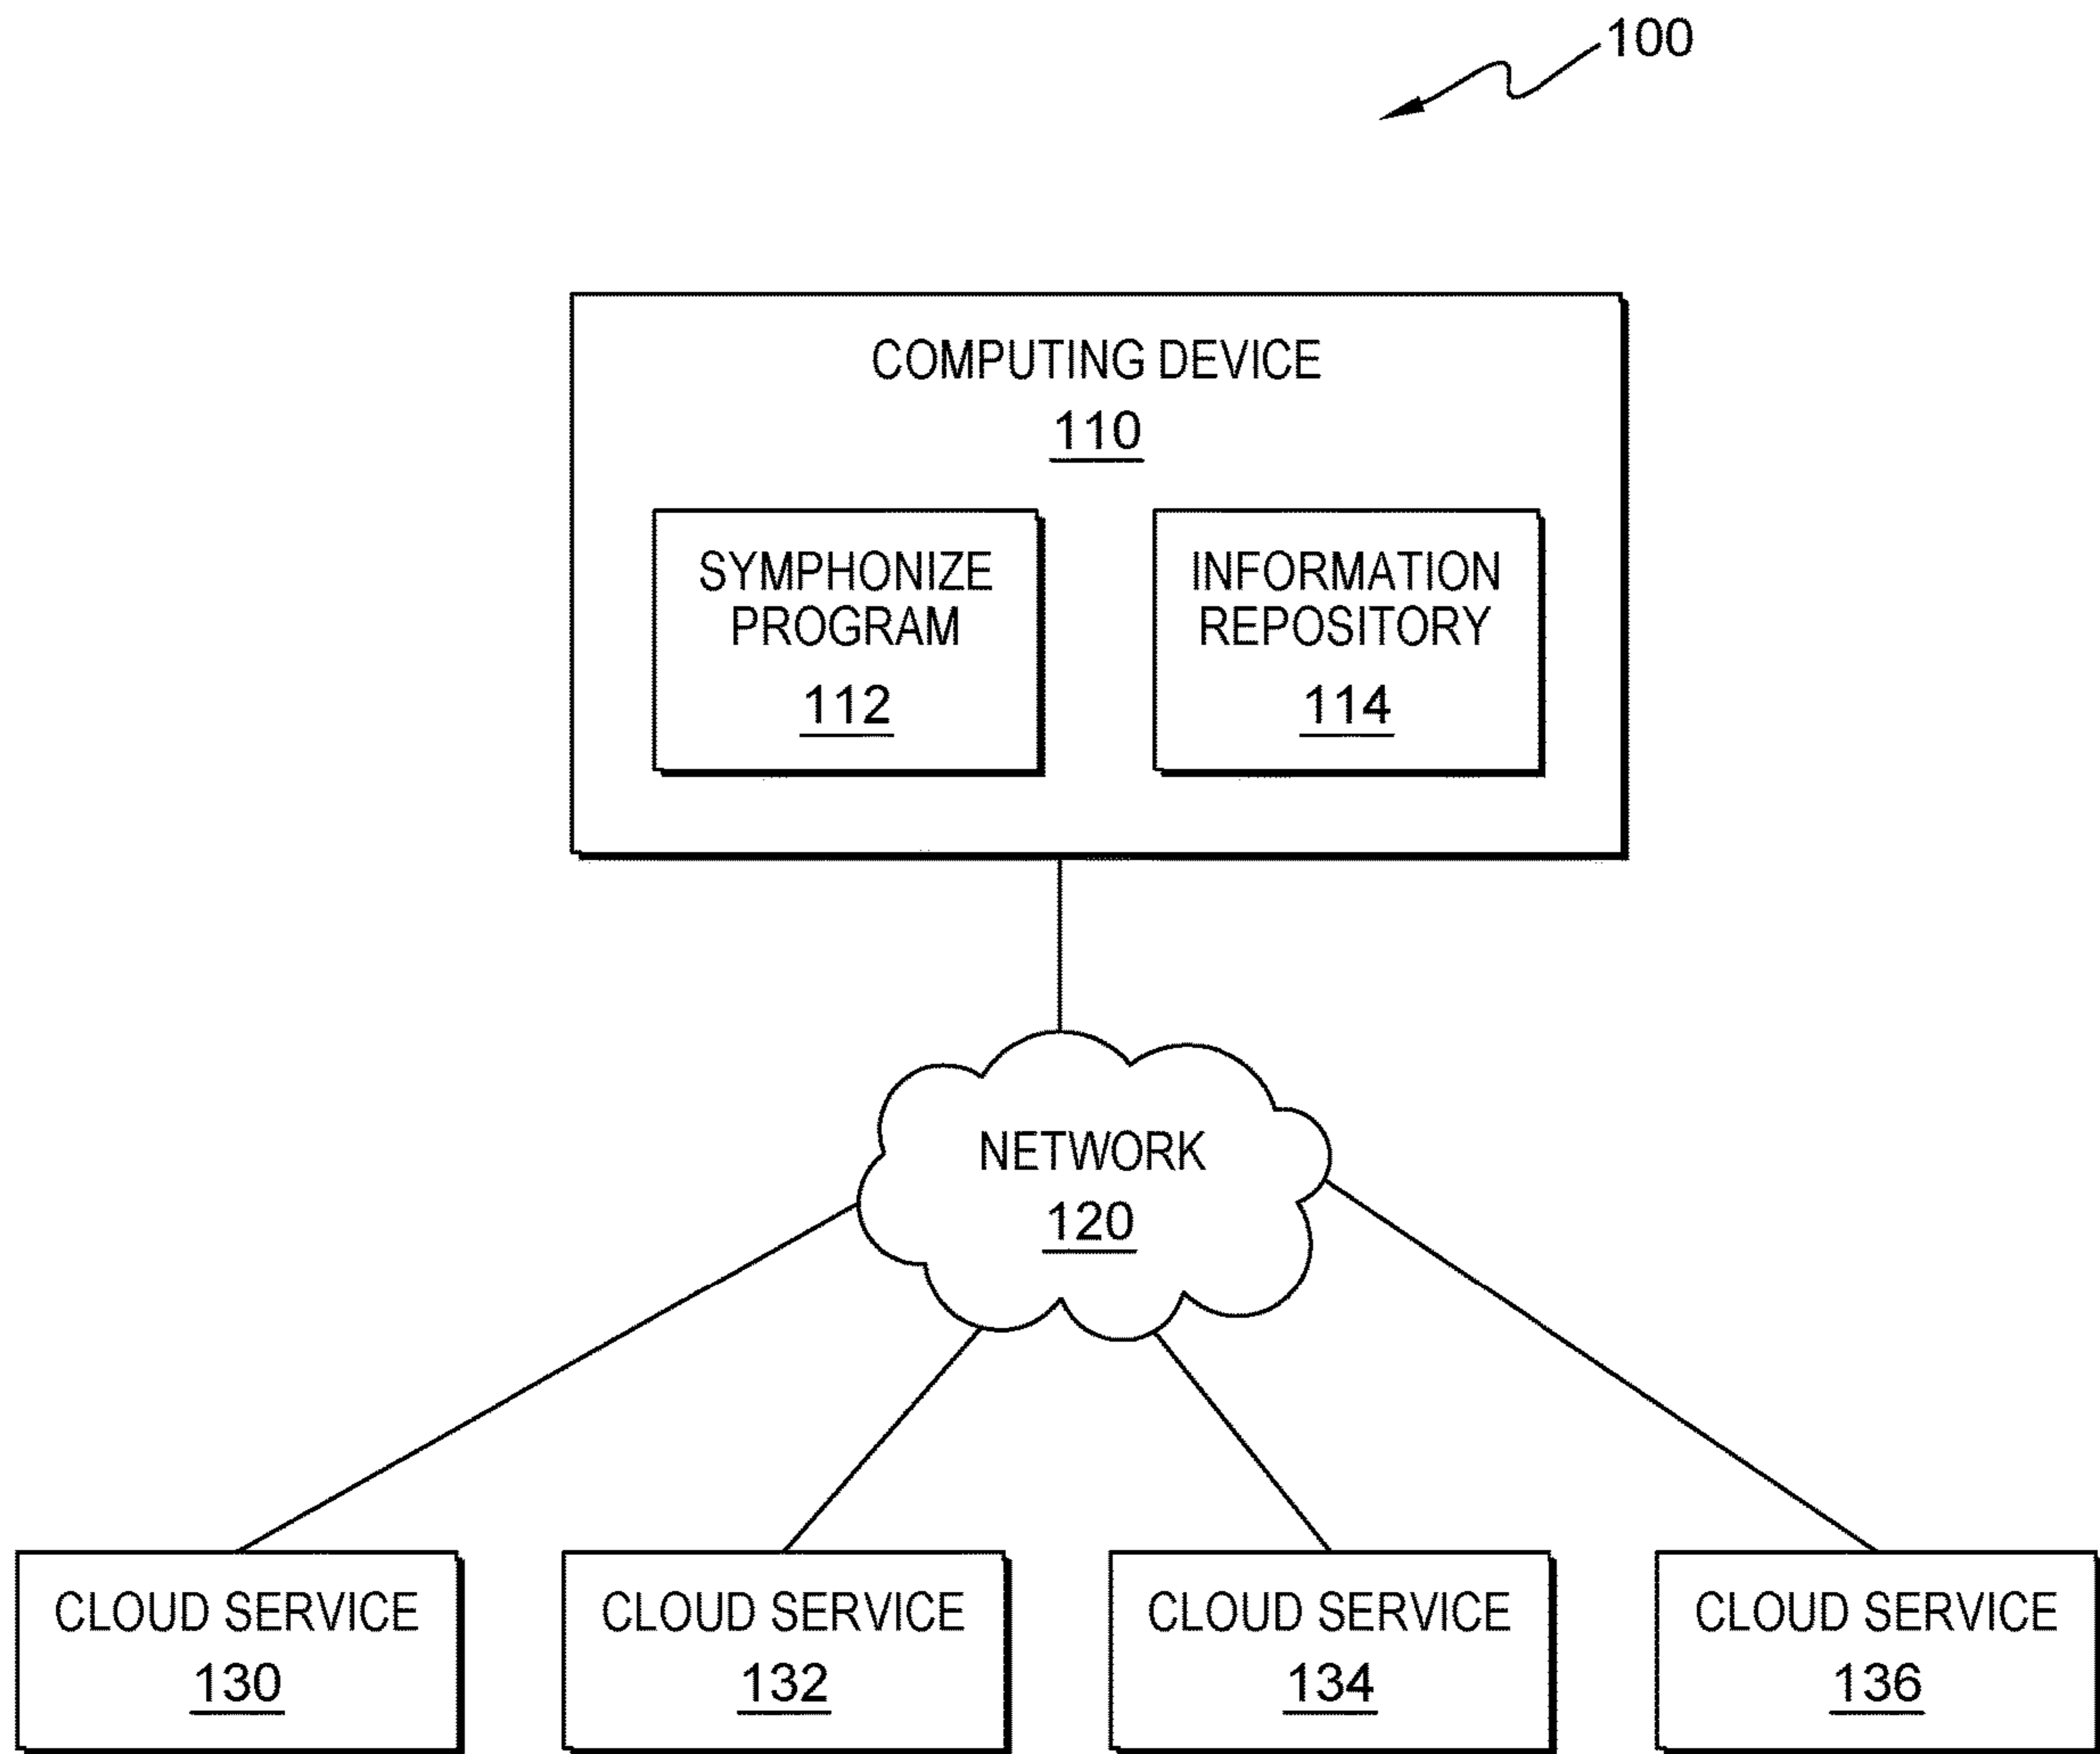 100
COMPUTING DEVICE
110
SYMPHONIZE
PROGRAM
112
INFORMATION
REPOSITORY
114
NETWORK
120
CLOUD SERVICE
130
CLOUD SERVICE
132
CLOUD SERVICE
134
CLOUD SERVICE
136